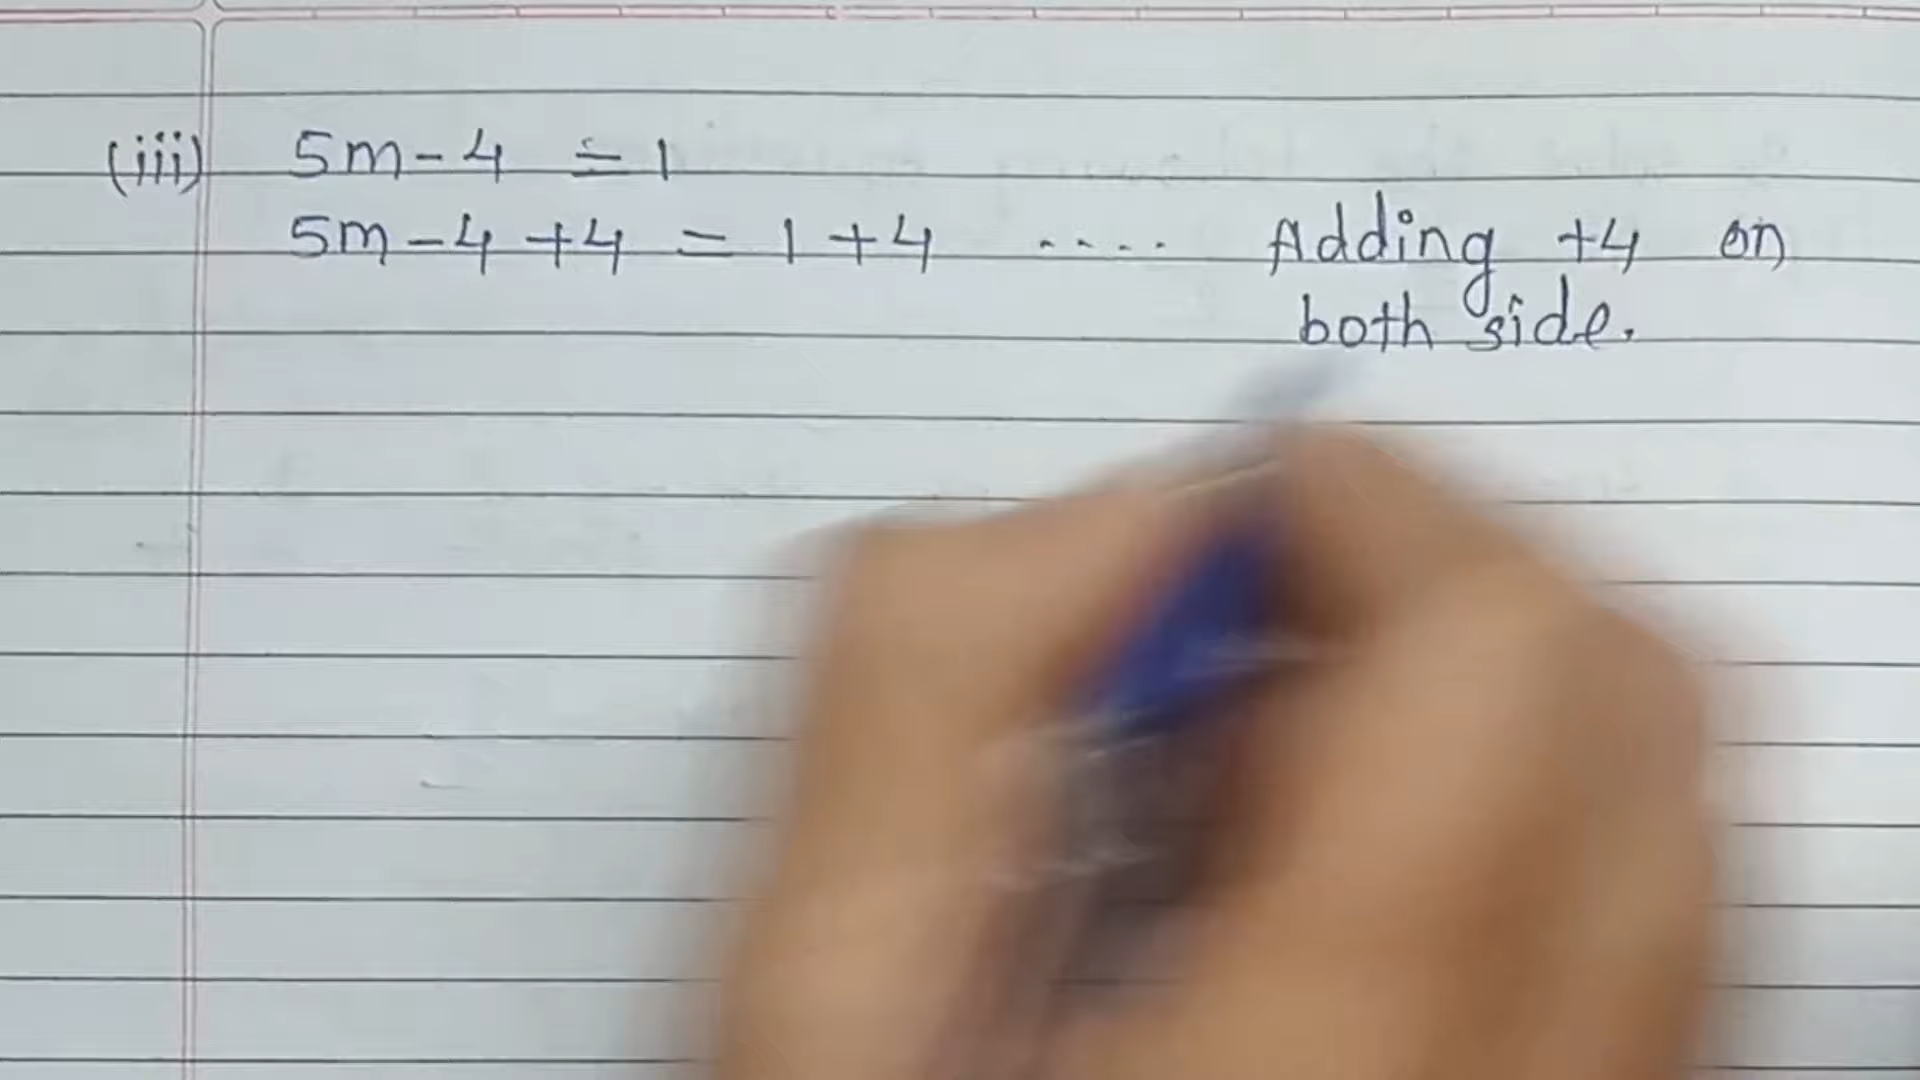 (iii) 5m - 4 = 1
5m - 4 + 4 = 1 + 4 .... Adding +4 on
both side.